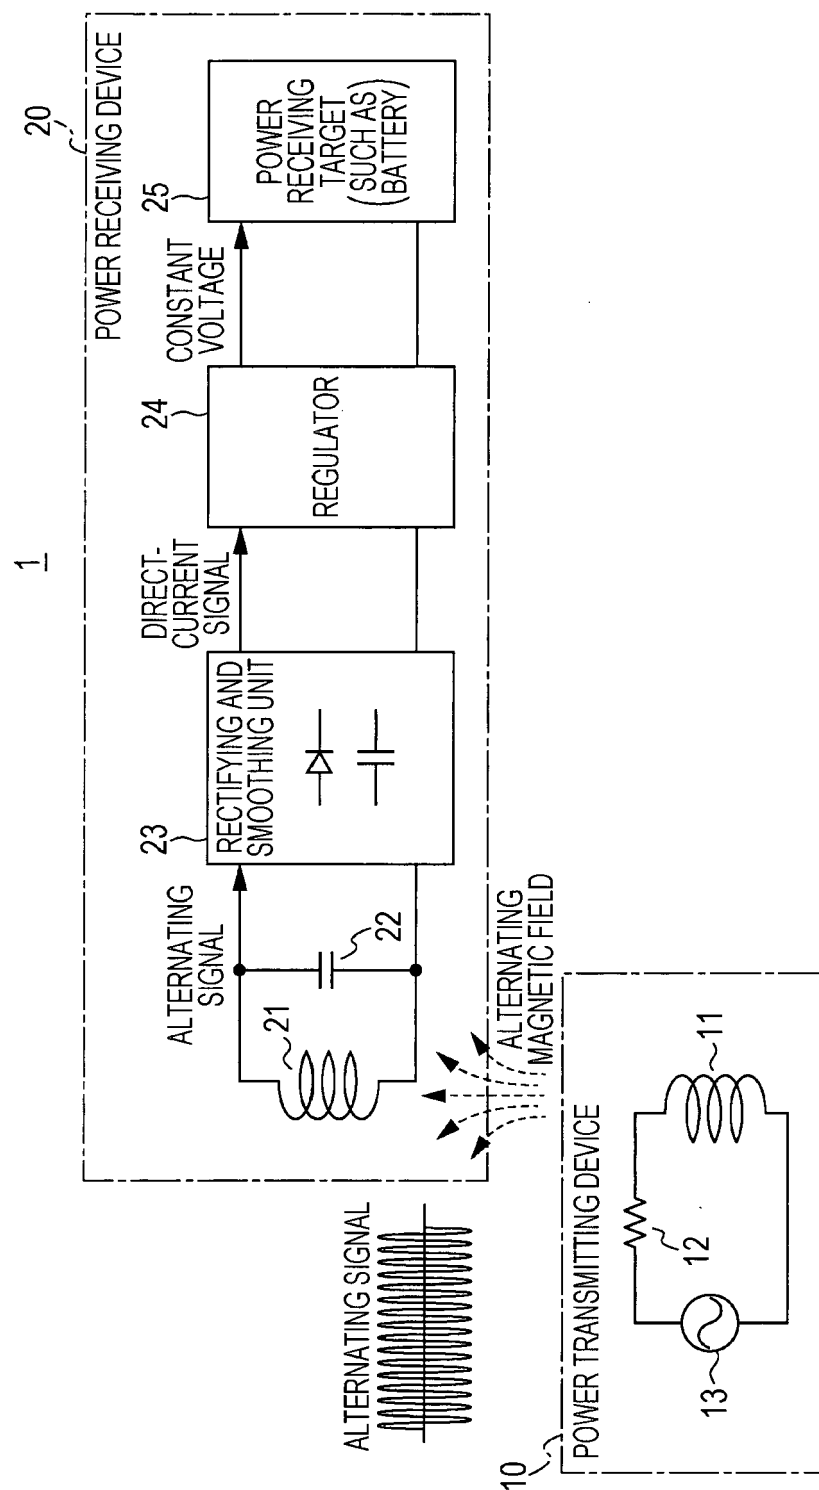 1
20
POWER RECEIVING DEVICE
ALTERNATING
SIGNAL
21
22
23
RECTIFYING AND
SMOOTHING UNIT
DIRECT-
CURRENT
SIGNAL
24
REGULATOR
CONSTANT
VOLTAGE
25
POWER
RECEIVING
TARGET
(SUCH AS
BATTERY)
ALTERNATING SIGNAL
ALTERNATING
MAGNETIC FIELD
10
POWER TRANSMITTING DEVICE
11
12
13